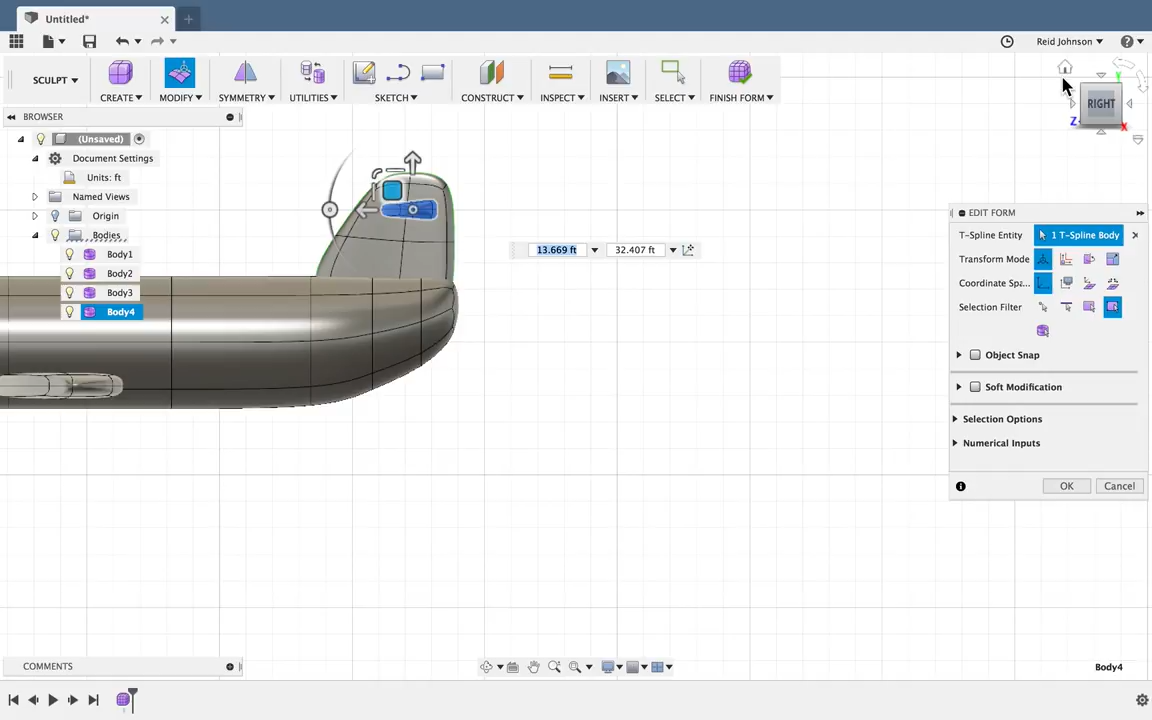 Untitled*
Reid Johnson
SCULPT
CREATE
MODIFY
SYMMETRY
UTILITIES
SKETCH
CONSTRUCT
INSPECT
INSERT
SELECT
FINISH FORM
RIGHT
Y
Z
X
BROWSER
(Unsaved)
Document Settings
Units: ft
Named Views
Origin
Bodies
Body1
Body2
Body3
Body4
13.669 ft
32.407 ft
EDIT FORM
T-Spline Entity
1 T-Spline Body
Transform Mode
Coordinate Spa...
Selection Filter
Object Snap
Soft Modification
Selection Options
Numerical Inputs
OK
Cancel
COMMENTS
Body4